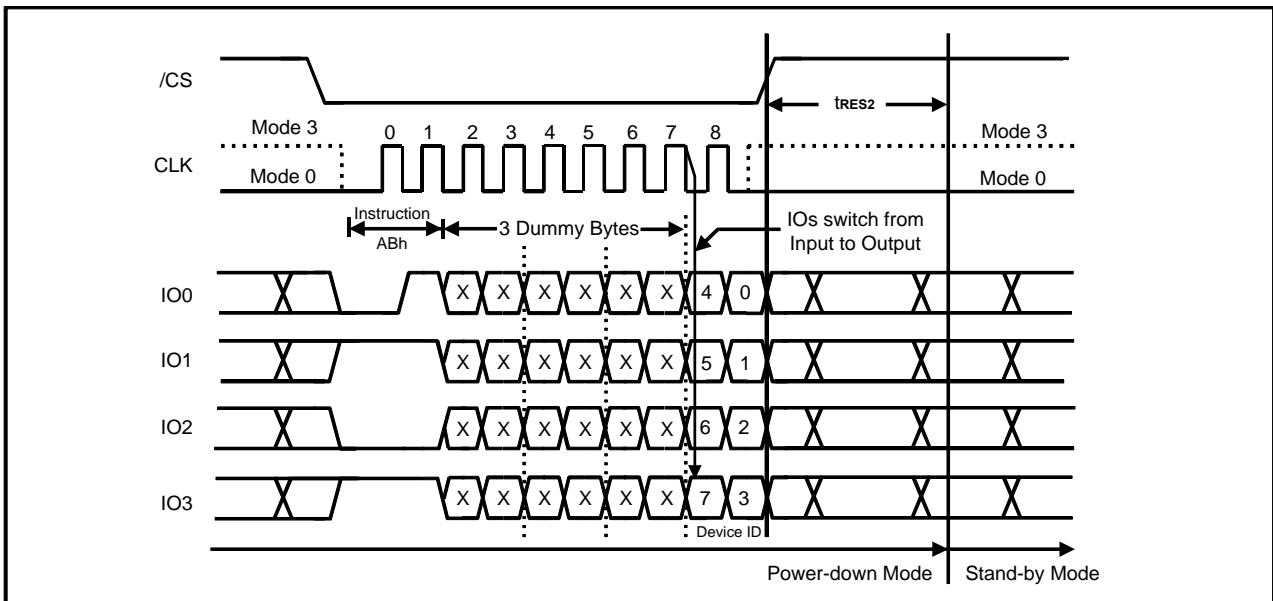 /CS
tRES2
Mode 3 0 1 2 3 4 5 6 7 8 Mode 3
CLK
Mode 0 Mode 0
Instruction
ABh
3 Dummy Bytes
IOs switch from
Input to Output
IO0 X X X X X X 4 0
IO1 X X X X X X 5 1
IO2 X X X X X X 6 2
IO3 X X X X X X 7 3
Device ID
Power-down Mode Stand-by Mode